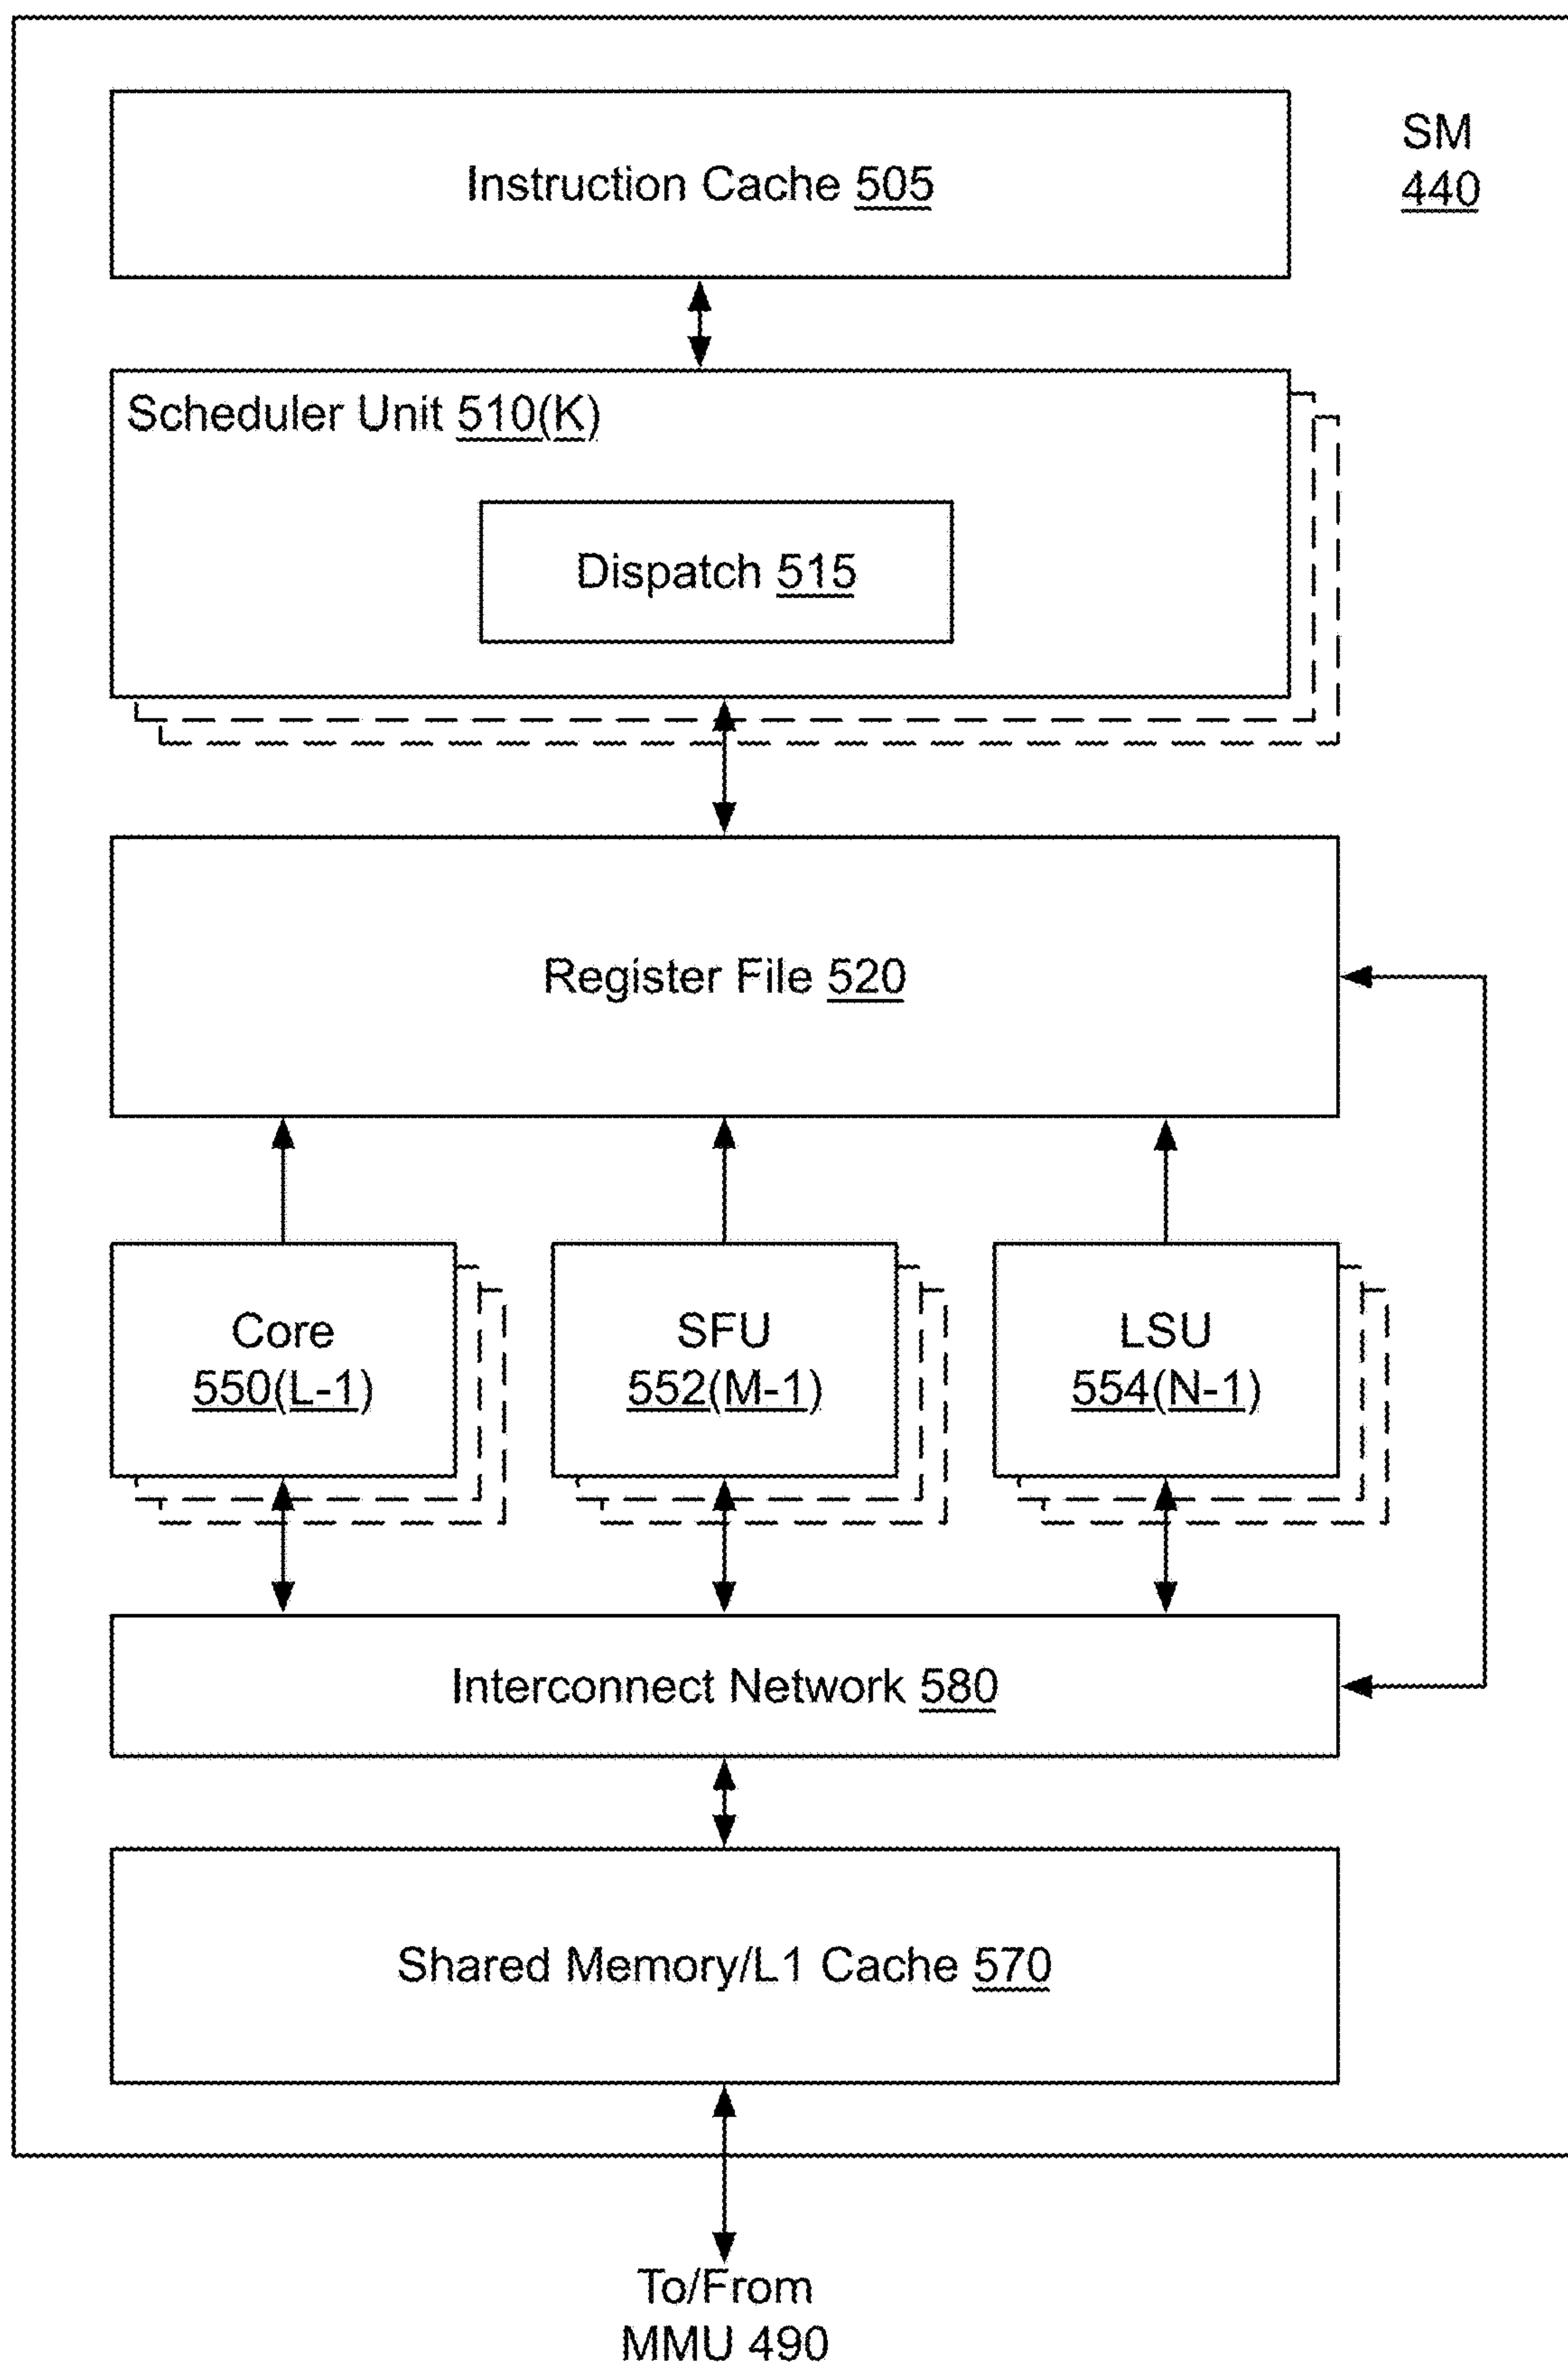 Instruction Cache 505
SM
440
Scheduler Unit 510(K)
Dispatch 515
Register File 520
Core
550(L-1)
SFU
552(M-1)
LSU
554(N-1)
Interconnect Network 580
Shared Memory/L1 Cache 570
To/From
MMU 490